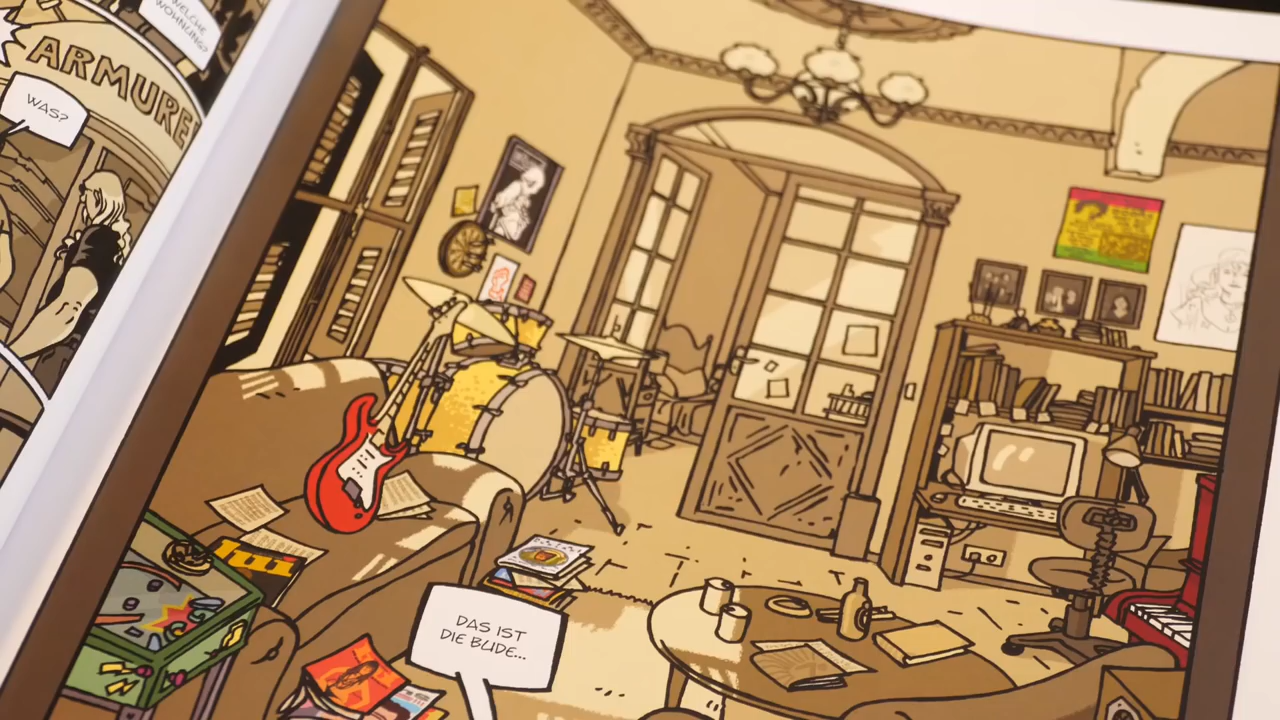 WELCHE
WOHNUNG?
ARMURE
WAS?
DAS IST
DIE BUDE...